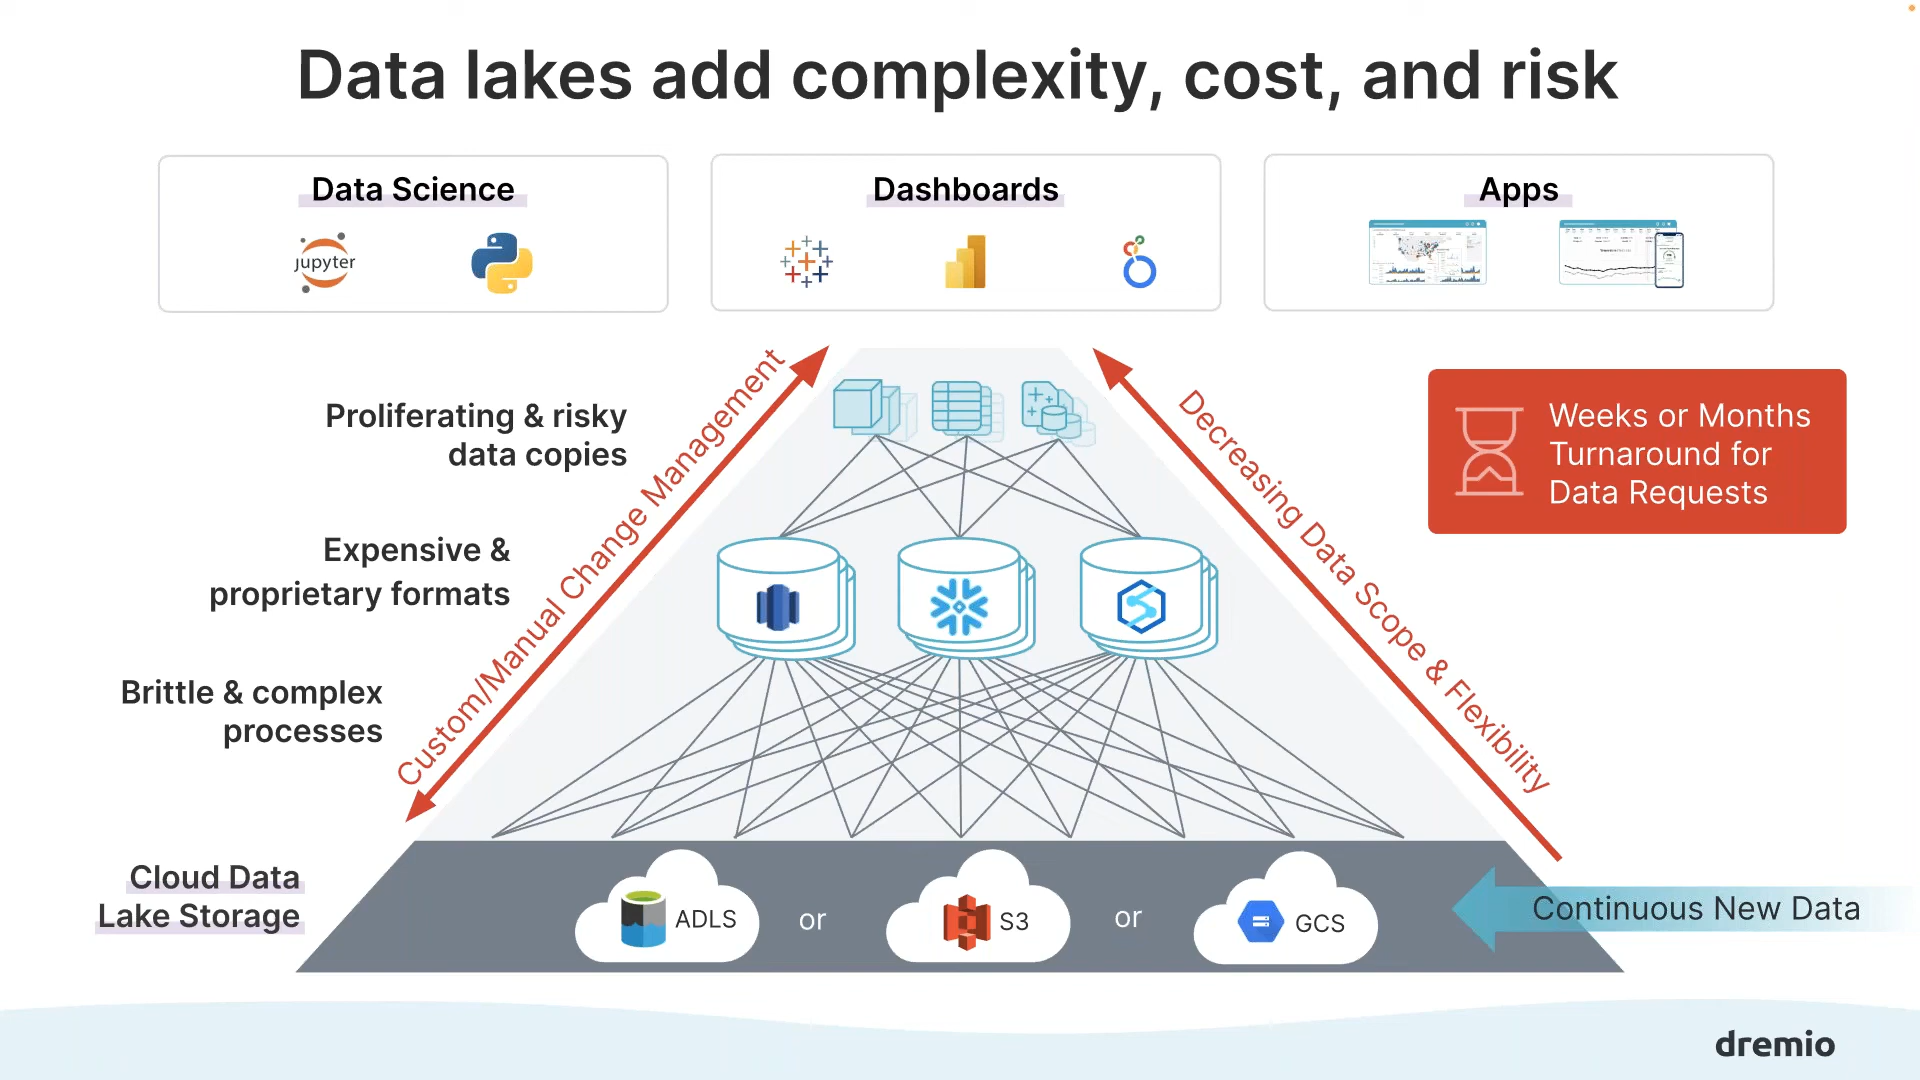 Data lakes add complexity, cost, and risk
Data Science
jupyter
Dashboards
Apps
Proliferating & risky
data copies
Expensive &
proprietary formats
Brittle & complex
processes
Custom/Manual Change Management
Decreasing Data Scope & Flexibility
Weeks or Months
Turnaround for
Data Requests
Cloud Data
Lake Storage
ADLS
or
S3
or
GCS
Continuous New Data
dremio